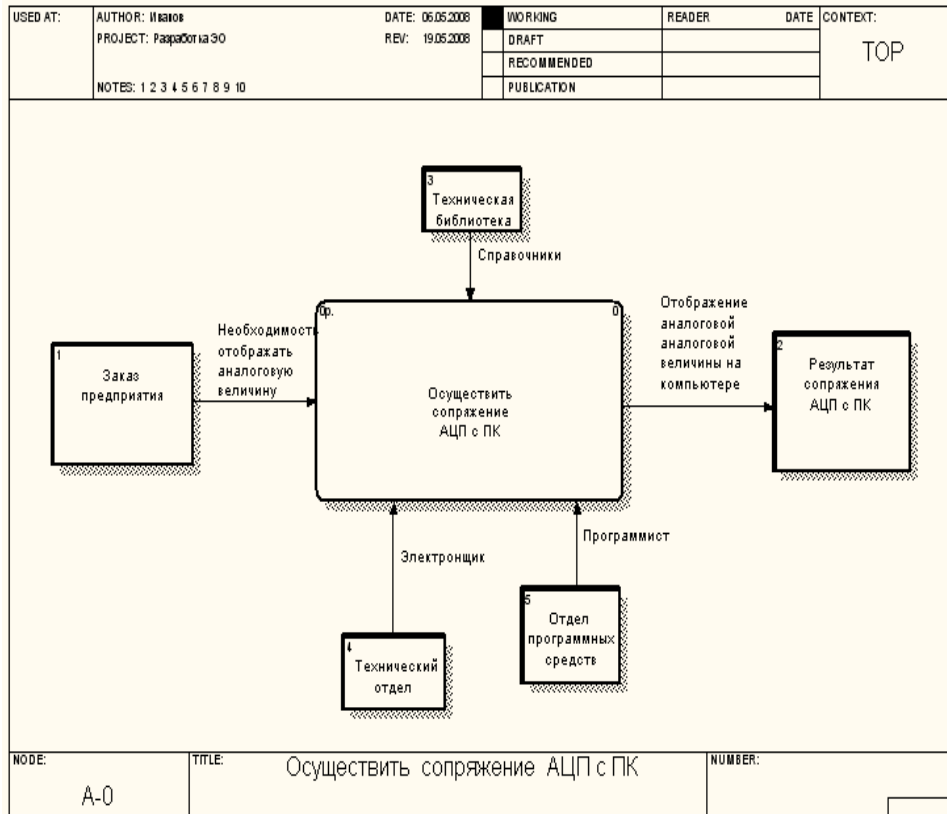 USED AT:
AUTHOR: Иванов
DATE: 06.05.2008
WORKING
READER
DATE
CONTEXT:
PROJECT: Разработка ЭО
REV: 19.05.2008
DRAFT
TOP
RECOMMENDED
NOTES: 1 2 3 4 5 6 7 8 9 10
PUBLICATION
3
Техническая
библиотека
Справочники
0р.
0
Необходимост
отображать
аналоговую
величину
Отображение
аналоговой
аналоговой
величины на
компьютере
1
Заказ
предприятия
Осуществить
сопряжение
АЦП с ПК
2
Результат
сопряжения
АЦП с ПК
Электронщик
Программист
4
Технический
отдел
5
Отдел
программных
средств
NODE:
A-0
TITLE:
Осуществить сопряжение АЦП с ПК
NUMBER: